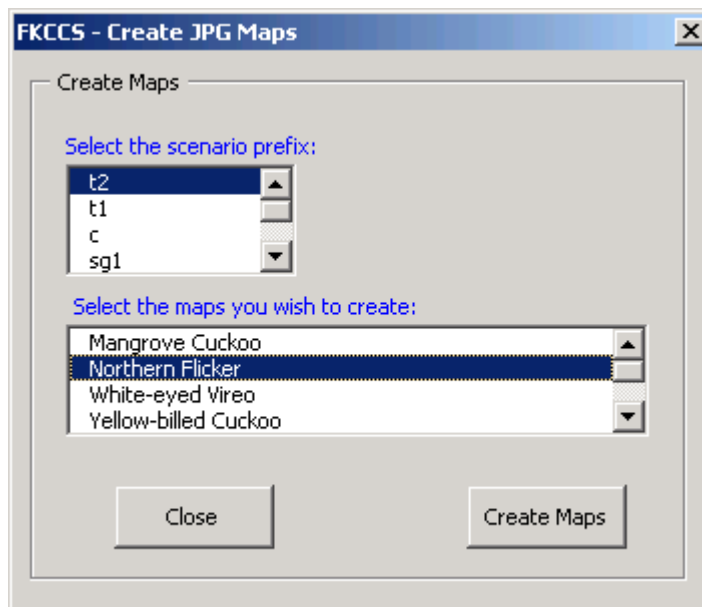 FKCCS - Create JPG Maps
Create Maps
Select the scenario prefix:
t2
t1
c
sg1
Select the maps you wish to create:
Mangrove Cuckoo
Northern Flicker
White-eyed Vireo
Yellow-billed Cuckoo
Close
Create Maps